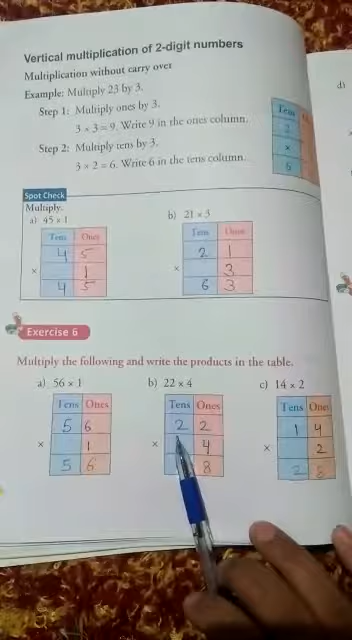 Vertical multiplication of 2-digit numbers
Multiplication without carry over
Example: Multiply 23 by 3.
Step 1: Multiply ones by 3.
3 × 3 = 9. Write 9 in the ones column.
Step 2: Multiply tens by 3.
3 × 2 = 6. Write 6 in the tens column.
Tens
2
×
6
d)
Spot Check
Multiply.
a) 45 × 1 b) 21 × 3
Tens Ones Tens Ones
4 5 2 1
× 1 × 3
4 5 6 3
Exercise 6
Multiply the following and write the products in the table.
a) 56 × 1 b) 22 × 4 c) 14 × 2
Tens Ones Tens Ones Tens Ones
5 6 2 2 1 4
× 1 × 4 × 2
5 6 8 2 8